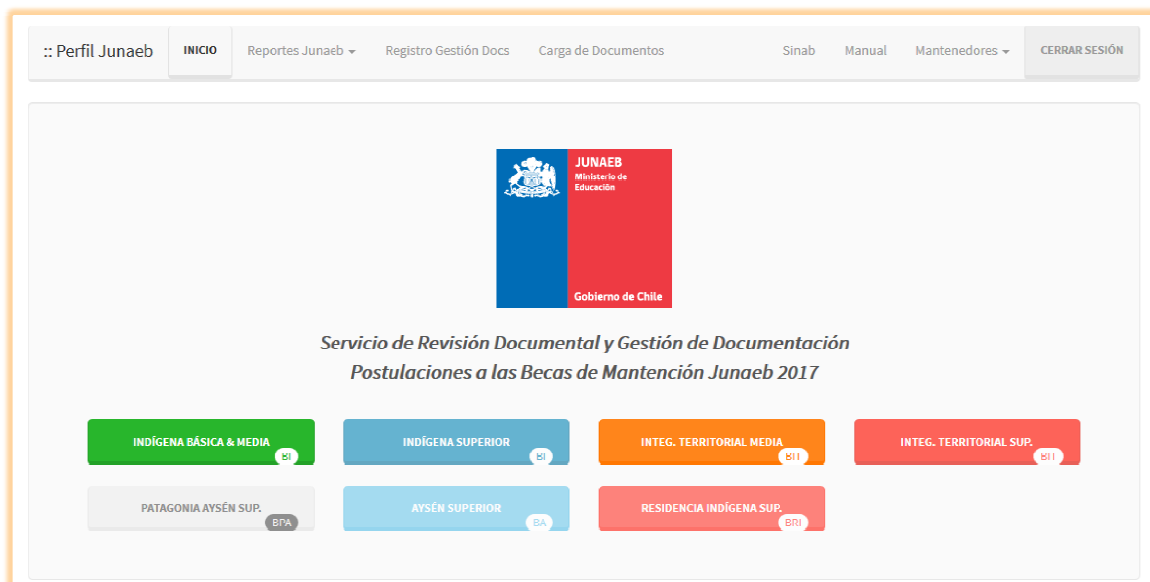 :: Perfil Junaeb INICIO Reportes Junaeb Registro Gestión Docs Carga de Documentos Sinab Manual Mantenedores CERRAR SESIÓN
JUNAEB
Ministerio de
Educación
Gobierno de Chile
Servicio de Revisión Documental y Gestión de Documentación
Postulaciones a las Becas de Mantención Junaeb 2017
INDÍGENA BÁSICA & MEDIA INDÍGENA SUPERIOR INTEG. TERRITORIAL MEDIA INTEG. TERRITORIAL SUP.
BI BI BIT BIT
PATAGONIA AYSÉN SUP. AYSÉN SUPERIOR RESIDENCIA INDÍGENA SUP.
BPA BA BRI